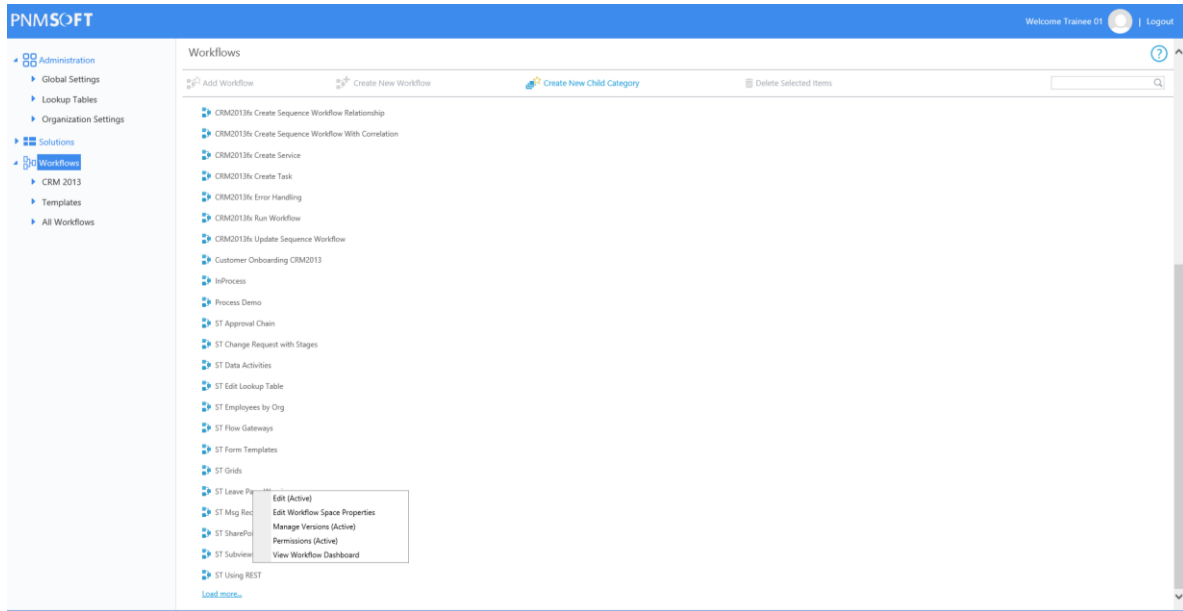 PNMSOFT
Welcome Trainee 01 | Logout
Administration
Global Settings
Lookup Tables
Organization Settings
Solutions
Workflows
CRM 2013
Templates
All Workflows
Workflows
?
Add Workflow Create New Workflow Create New Child Category Delete Selected Items
CRM2013fx Create Sequence Workflow Relationship
CRM2013fx Create Sequence Workflow With Correlation
CRM2013fx Create Service
CRM2013fx Create Task
CRM2013fx Error Handling
CRM2013fx Run Workflow
CRM2013fx Update Sequence Workflow
Customer Onboarding CRM2013
InProcess
Process Demo
ST Approval Chain
ST Change Request with Stages
ST Data Activities
ST Edit Lookup Table
ST Employees by Org
ST Flow Gateways
ST Form Templates
ST Grids
ST Leave
ST Msg
ST
ST
ST Using REST
Load more...
Edit (Active)
Edit Workflow Space Properties
Manage Versions (Active)
Permissions (Active)
View Workflow Dashboard